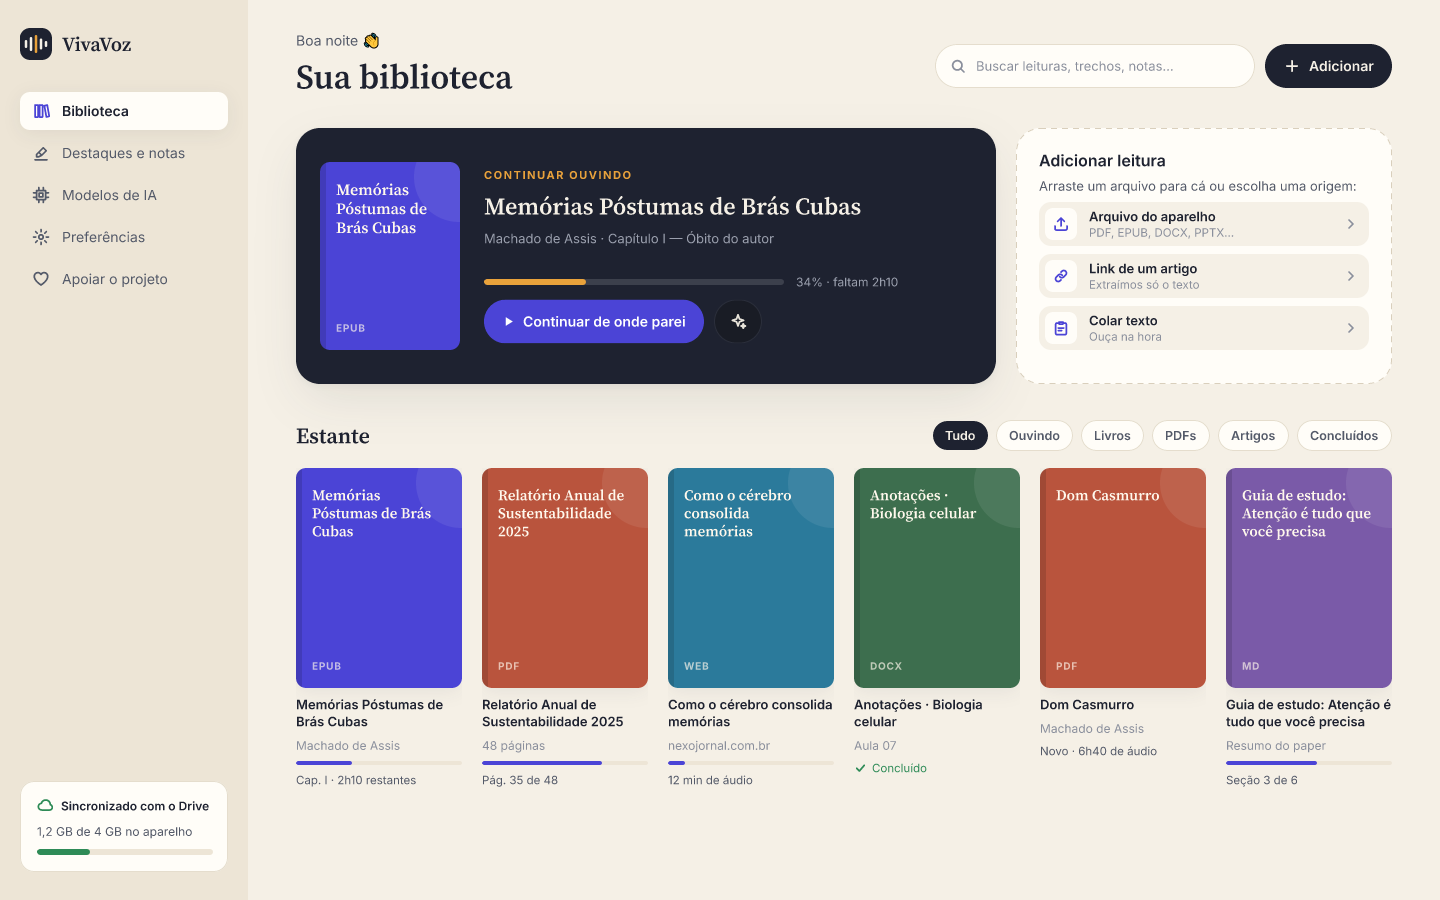 VivaVoz
Biblioteca
Destaques e notas
Modelos de IA
Preferências
Apoiar o projeto
Sincronizado com o Drive
1,2 GB de 4 GB no aparelho
Boa noite 👋
Sua biblioteca
Buscar leituras, trechos, notas...
Adicionar
Memórias
Póstumas de
Brás Cubas
EPUB
CONTINUAR OUVINDO
Memórias Póstumas de Brás Cubas
Machado de Assis · Capítulo I — Óbito do autor
34% · faltam 2h10
Continuar de onde parei
Adicionar leitura
Arraste um arquivo para cá ou escolha uma origem:
Arquivo do aparelho
PDF, EPUB, DOCX, PPTX...
Link de um artigo
Extraímos só o texto
Colar texto
Ouça na hora
Estante
Tudo
Ouvindo
Livros
PDFs
Artigos
Concluídos
Memórias
Póstumas de Brás
Cubas
EPUB
Memórias Póstumas de
Brás Cubas
Machado de Assis
Cap. I · 2h10 restantes
Relatório Anual de
Sustentabilidade
2025
PDF
Relatório Anual de
Sustentabilidade 2025
48 páginas
Pág. 35 de 48
Como o cérebro
consolida
memórias
WEB
Como o cérebro consolida
memórias
nexojornal.com.br
12 min de áudio
Anotações ·
Biologia celular
DOCX
Anotações · Biologia
celular
Aula 07
Concluído
Dom Casmurro
PDF
Dom Casmurro
Machado de Assis
Novo · 6h40 de áudio
Guia de estudo:
Atenção é tudo que
você precisa
MD
Guia de estudo: Atenção é
tudo que você precisa
Resumo do paper
Seção 3 de 6